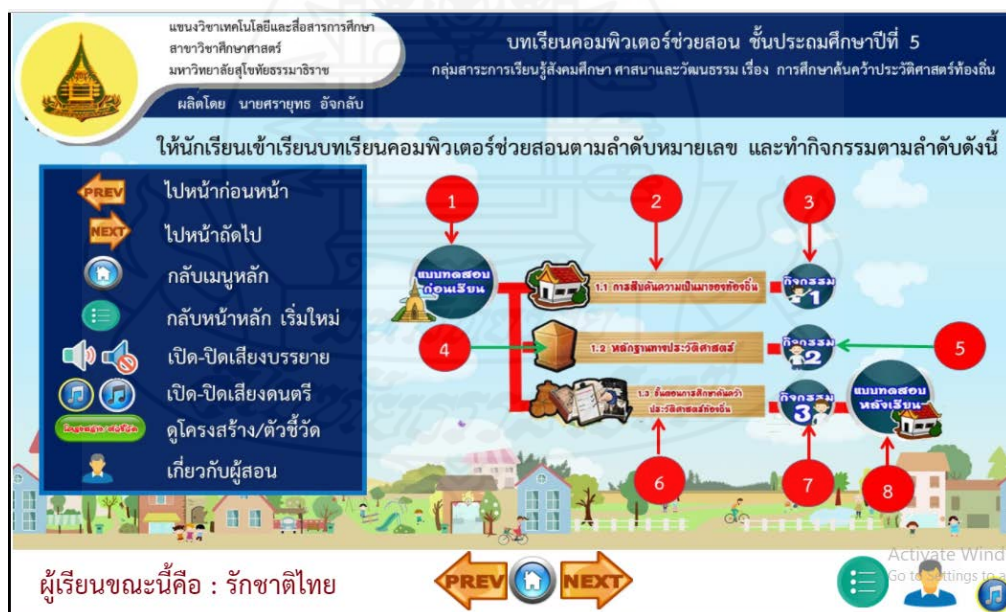 แขนงวิชาเทคโนโลยีและสื่อสารการศึกษา
สาขาวิชาศึกษาศาสตร์
มหาวิทยาลัยสุโขทัยธรรมาธิราช
ผลิตโดย นายศรายุทธ อัจกลับ
บทเรียนคอมพิวเตอร์ช่วยสอน ชั้นประถมศึกษาปีที่ 5
กลุ่มสาระการเรียนรู้สังคมศึกษา ศาสนาและวัฒนธรรม เรื่อง การศึกษาค้นคว้าประวัติศาสตร์ท้องถิ่น
ให้นักเรียนเข้าเรียนบทเรียนคอมพิวเตอร์ช่วยสอนตามลำดับหมายเลข และทำกิจกรรมตามลำดับดังนี้
PREV ไปหน้าก่อนหน้า
NEXT ไปหน้าถัดไป
กลับเมนูหลัก
กลับหน้าหลัก เริ่มใหม่
เปิด-ปิดเสียงบรรยาย
เปิด-ปิดเสียงดนตรี
ดูโครงสร้าง/ตัวชี้วัด
เกี่ยวกับผู้สอน
1
2
3
แบบทดสอบ
ก่อนเรียน
1.1 การสืบค้นความเป็นมาของท้องถิ่น
กิจกรรม
1
4
1.2 หลักฐานทางประวัติศาสตร์
กิจกรรม
2
5
1.3 ขั้นตอนการศึกษาค้นคว้า
ประวัติศาสตร์ท้องถิ่น
กิจกรรม
3
แบบทดสอบ
หลังเรียน
6
7
8
ผู้เรียนขณะนี้คือ : รักชาติไทย
PREV
NEXT
Activate Wind
Go to Settings to a